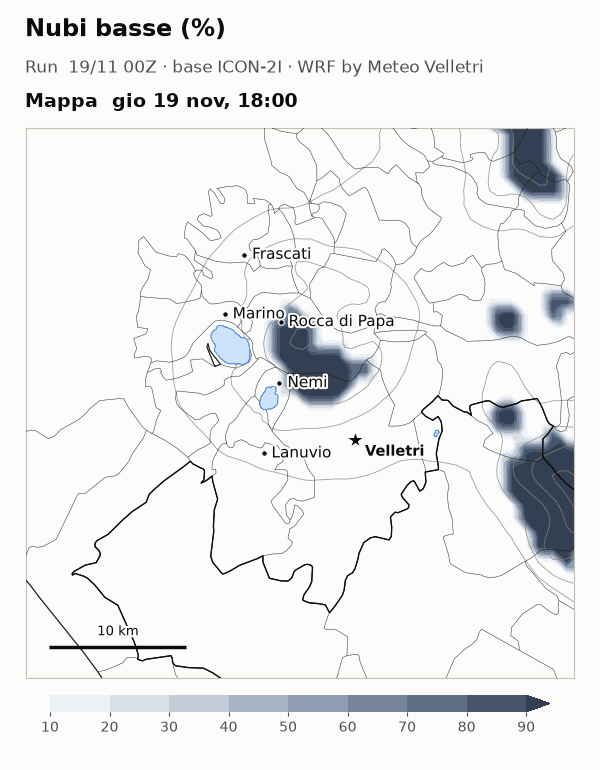 Nubi basse (%)
Run  19/11 00Z · base ICON-2I · WRF by Meteo Velletri
Mappa  gio 19 nov, 18:00
Frascati
Marino
Rocca di Papa
Nemi
Velletri
Lanuvio
10 km
10 20 30 40 50 60 70 80 90